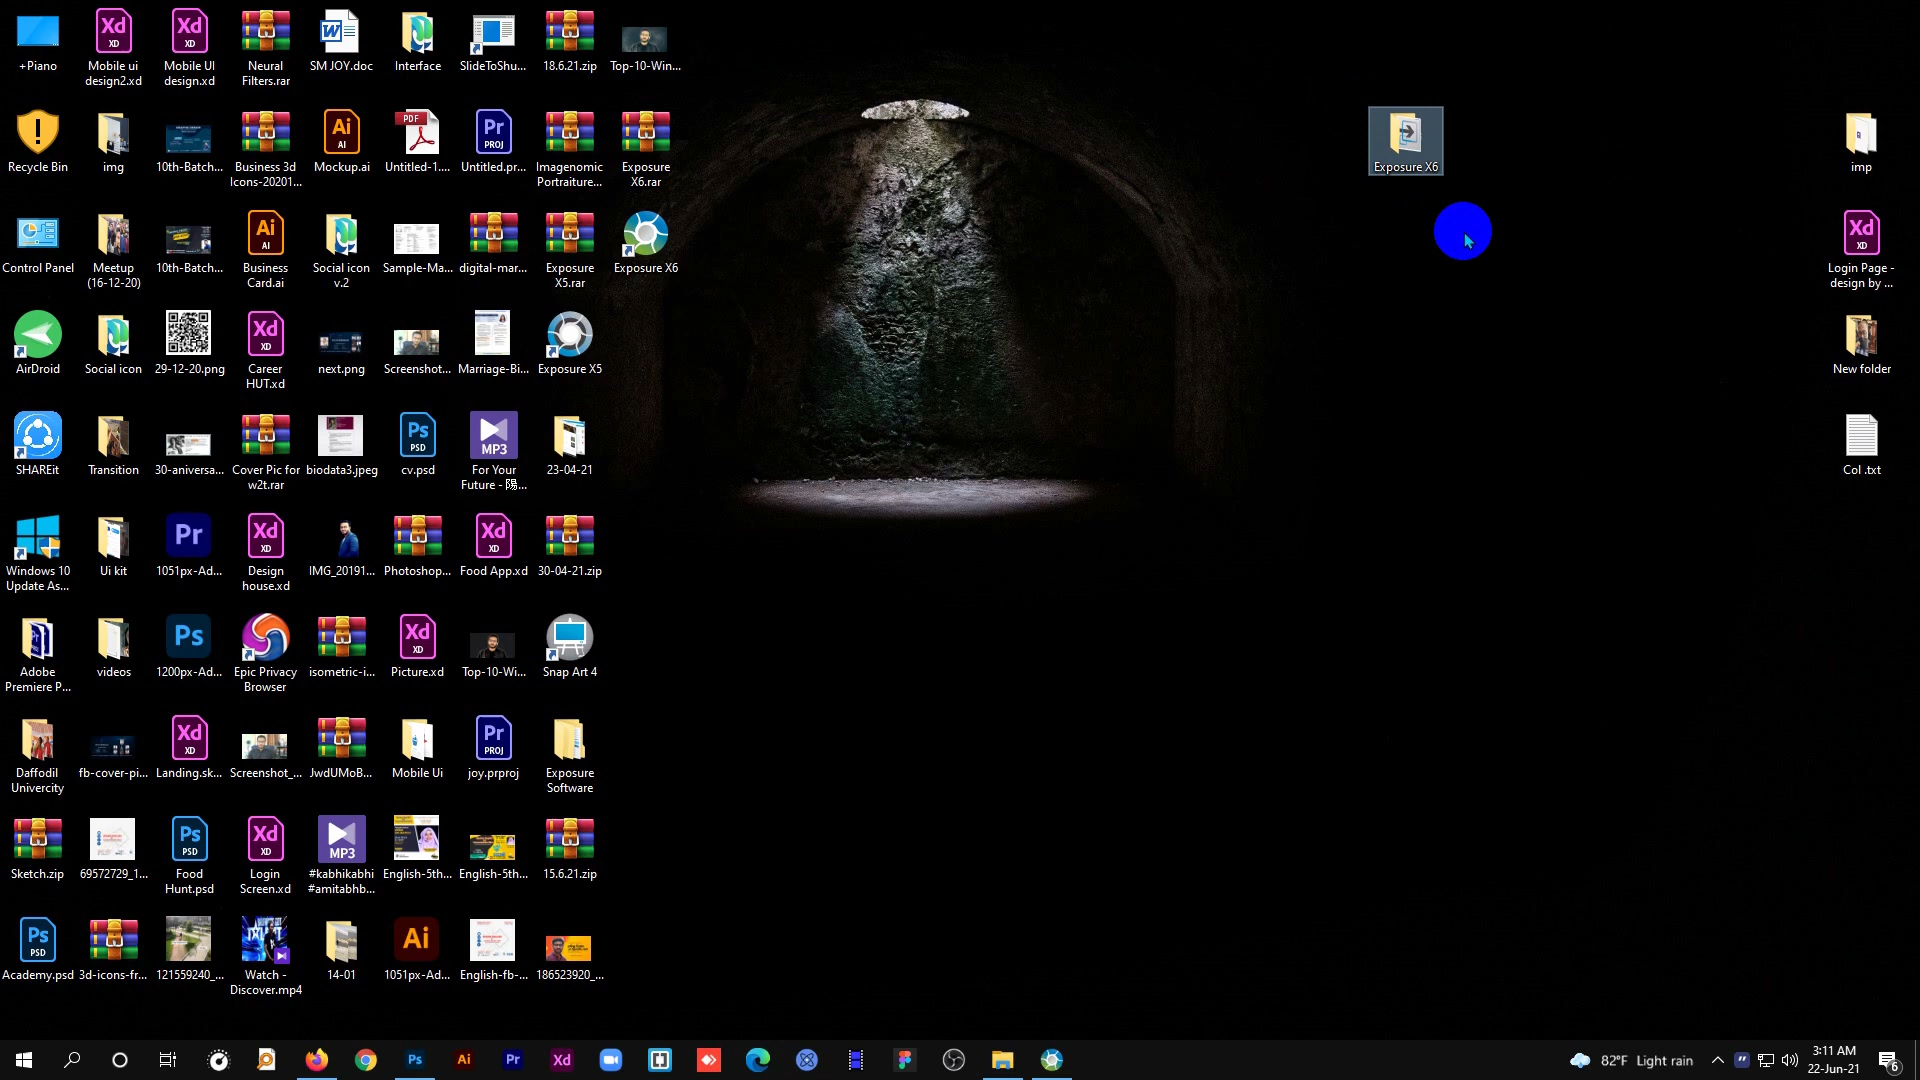 +Piano
Mobile ui
design2.xd
Mobile UI
design.xd
Neural
Filters.rar
SM JOY.doc
Interface
SlideToShu...
18.6.21.zip
Top-10-Win...
Recycle Bin
img
10th-Batch...
Business 3d
Icons-20201...
Mockup.ai
Untitled-1....
Untitled.pr...
Imagenomic
Portraiture...
Exposure
X6.rar
Exposure X6
imp
Control Panel
Meetup
(16-12-20)
10th-Batch...
Business
Card.ai
Social icon
v.2
Sample-Ma...
digital-mar...
Exposure
X5.rar
Exposure X6
Login Page -
design by ...
AirDroid
Social icon
29-12-20.png
Career
HUT.xd
next.png
Screenshot...
Marriage-Bi...
Exposure X5
New folder
SHAREit
Transition
30-aniversa...
Cover Pic for
w2t.rar
biodata3.jpeg
cv.psd
For Your
Future - 陽...
23-04-21
Col .txt
Windows 10
Update As...
Ui kit
1051px-Ad...
Design
house.xd
IMG_20191...
Photoshop...
Food App.xd
30-04-21.zip
Adobe
Premiere P...
videos
1200px-Ad...
Epic Privacy
Browser
isometric-i...
Picture.xd
Top-10-Wi...
Snap Art 4
Daffodil
Univercity
fb-cover-pi...
Landing.sk...
Screenshot_...
JwdUMoB...
Mobile Ui
joy.prproj
Exposure
Software
Sketch.zip
69572729_1...
Food
Hunt.psd
Login
Screen.xd
#kabhikabhi
#amitabhb...
English-5th...
English-5th...
15.6.21.zip
Academy.psd
3d-icons-fr...
121559240_...
Watch -
Discover.mp4
14-01
1051px-Ad...
English-fb-...
186523920_...
82°F Light rain
3:11 AM
22-Jun-21
6